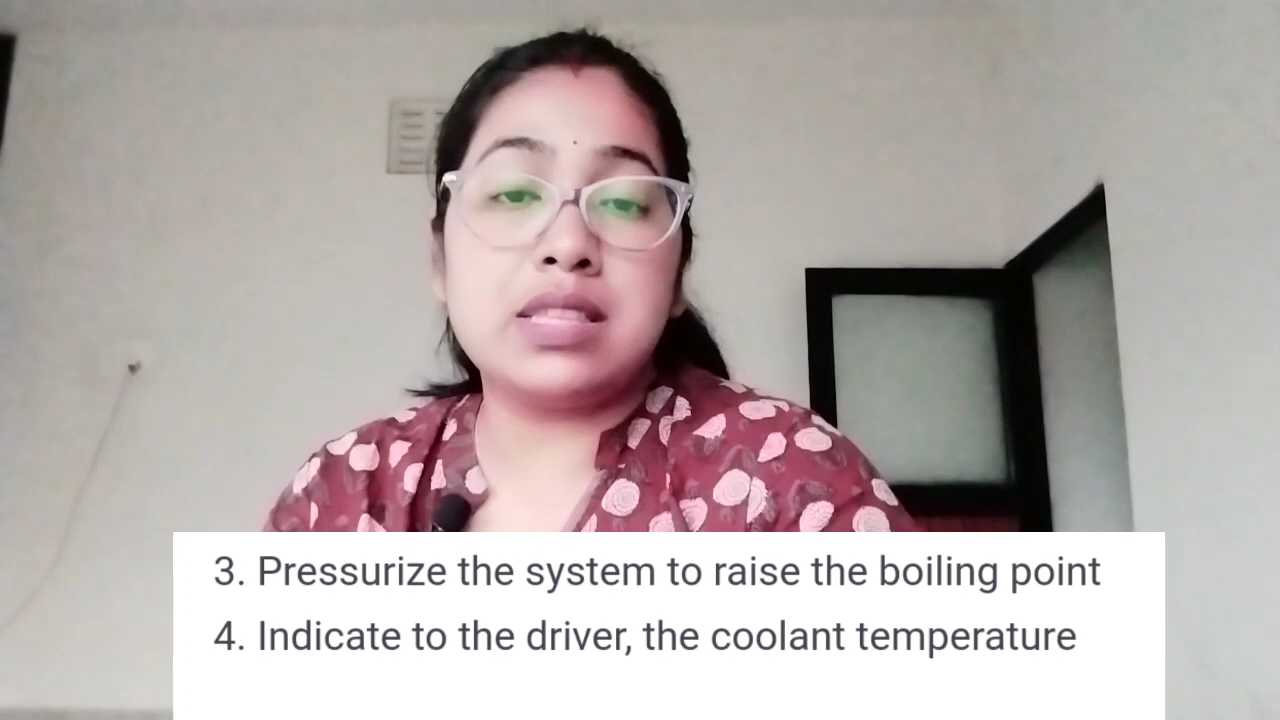 3. Pressurize the system to raise the boiling point
4. Indicate to the driver, the coolant temperature